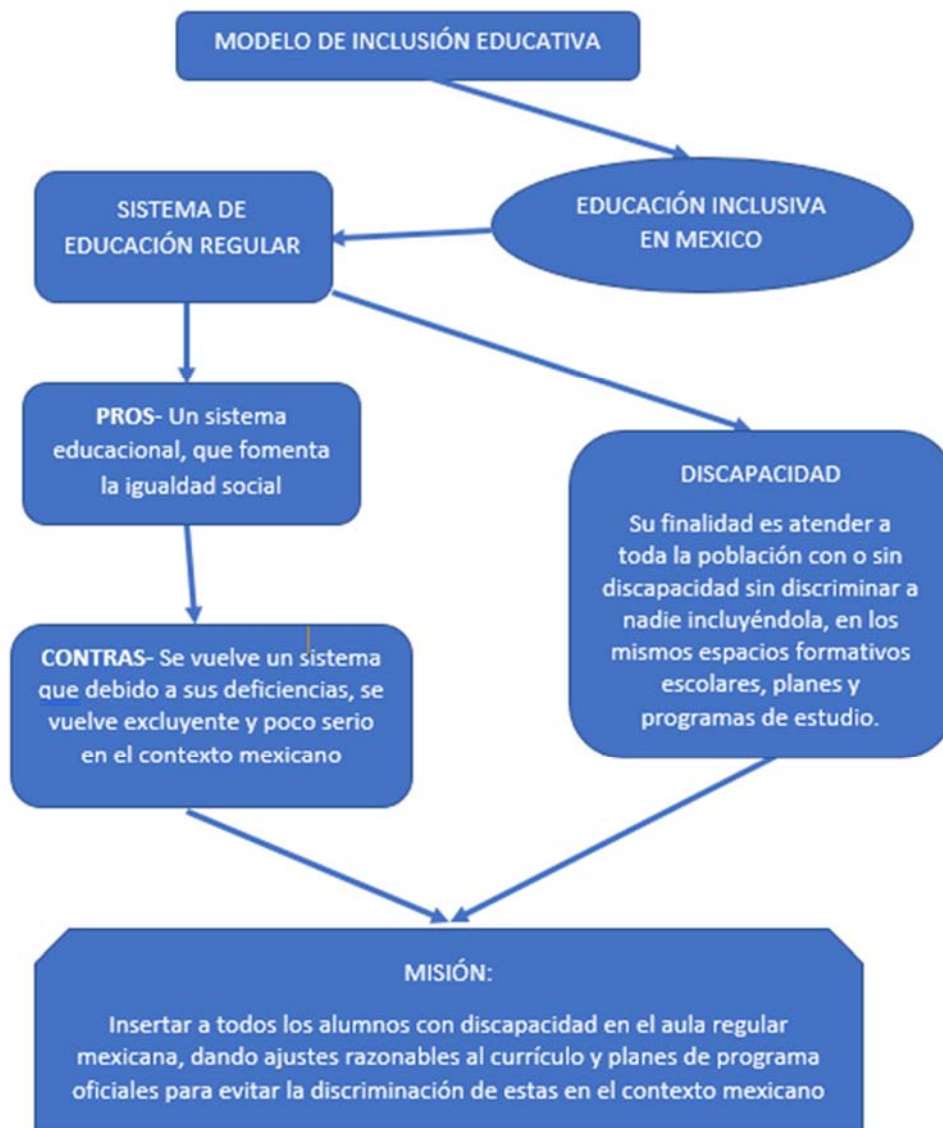 MODELO DE INCLUSIÓN EDUCATIVA
EDUCACIÓN INCLUSIVA
EN MEXICO
SISTEMA DE
EDUCACIÓN REGULAR
PROS- Un sistema
educacional, que fomenta
la igualdad social
DISCAPACIDAD
Su finalidad es atender a
toda la población con o sin
discapacidad sin discriminar a
nadie incluyéndola, en los
mismos espacios formativos
escolares, planes y
programas de estudio.
CONTRAS- Se vuelve un sistema
que debido a sus deficiencias, se
vuelve excluyente y poco serio
en el contexto mexicano
MISIÓN:
Insertar a todos los alumnos con discapacidad en el aula regular
mexicana, dando ajustes razonables al currículo y planes de programa
oficiales para evitar la discriminación de estas en el contexto mexicano